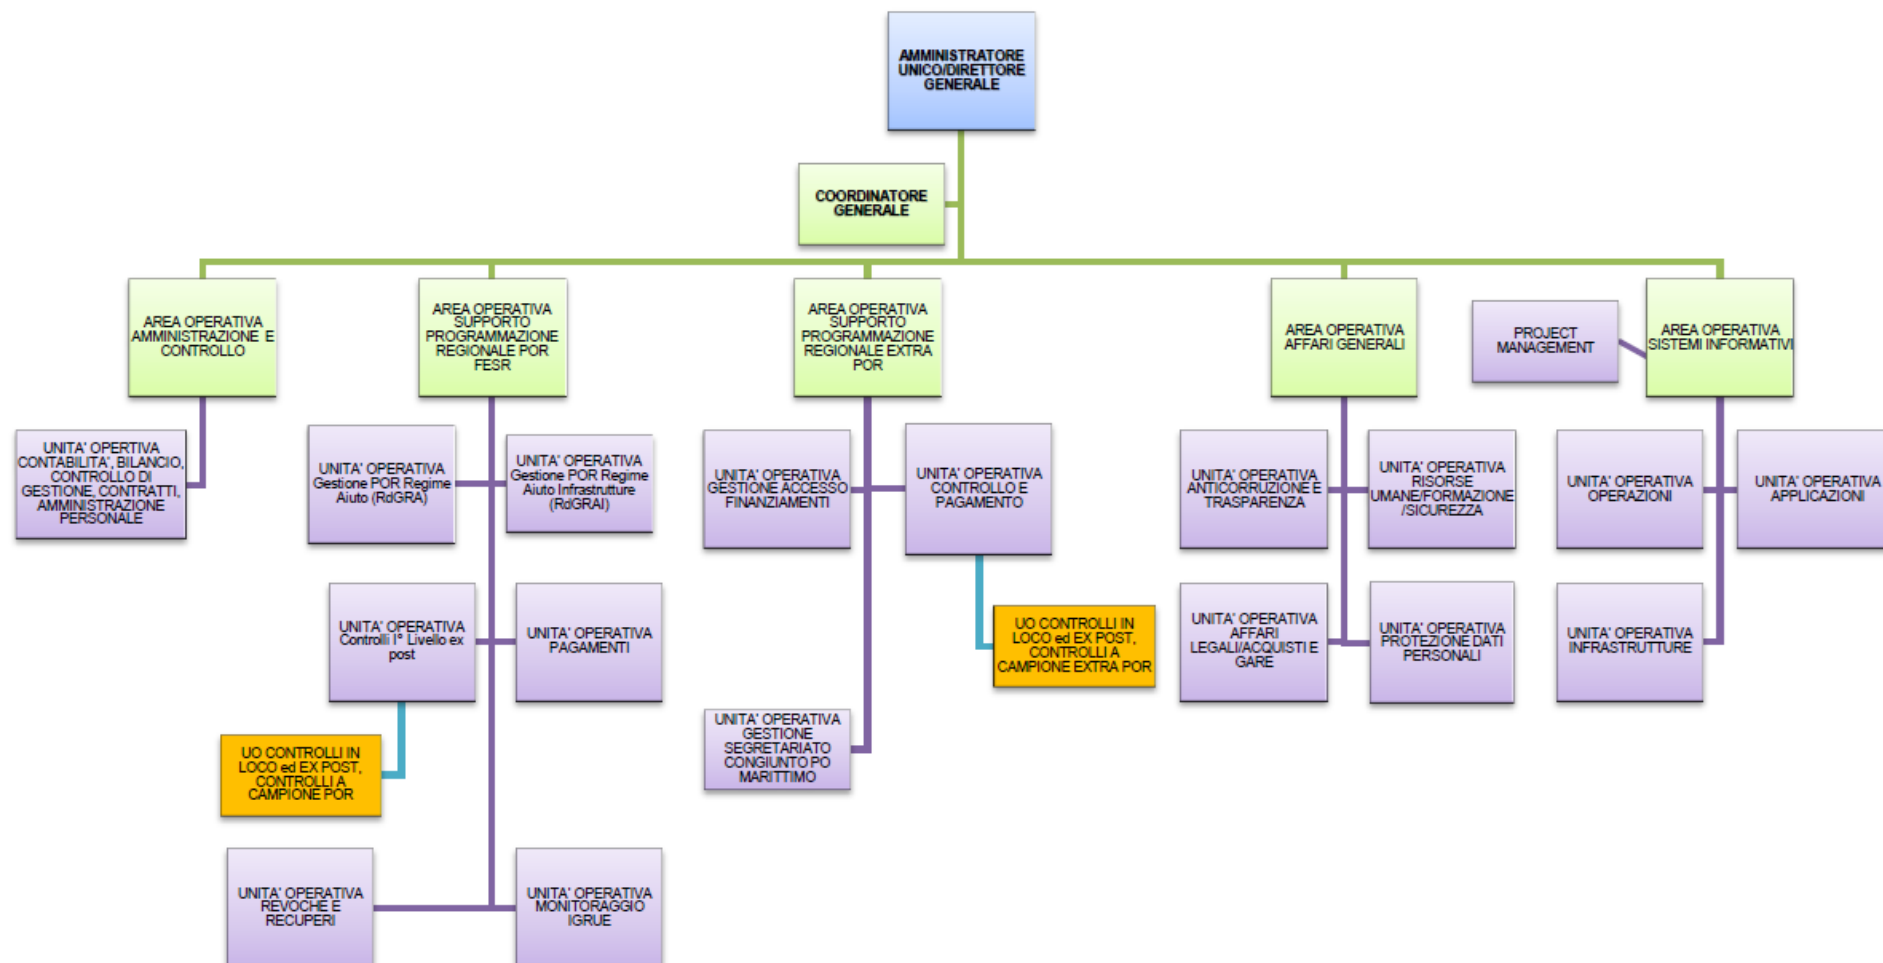 AMMINISTRATORE
UNICO/DIRETTORE
GENERALE
COORDINATORE
GENERALE
AREA OPERATIVA
AMMINISTRAZIONE E
CONTROLLO
AREA OPERATIVA
SUPPORTO
PROGRAMMAZIONE
REGIONALE POR
FESR
AREA OPERATIVA
SUPPORTO
PROGRAMMAZIONE
REGIONALE EXTRA
POR
AREA OPERATIVA
AFFARI GENERALI
PROJECT
MANAGEMENT
AREA OPERATIVA
SISTEMI INFORMATIVI
UNITA' OPERTIVA
CONTABILITA', BILANCIO,
CONTROLLO DI
GESTIONE, CONTRATTI,
AMMINISTRAZIONE
PERSONALE
UNITA' OPERATIVA
Gestione POR Regime
Aiuto (RdGRA)
UNITA' OPERATIVA
Gestione POR Regime
Aiuto Infrastrutture
(RdGRAI)
UNITA' OPERATIVA
GESTIONE ACCESSO
FINANZIAMENTI
UNITA' OPERATIVA
CONTROLLO E
PAGAMENTO
UNITA' OPERATIVA
ANTICORRUZIONE E
TRASPARENZA
UNITA' OPERATIVA
RISORSE
UMANE/FORMAZIONE
/SICUREZZA
UNITA' OPERATIVA
OPERAZIONI
UNITA' OPERATIVA
APPLICAZIONI
UNITA' OPERATIVA
Controlli I° Livello ex
post
UNITA' OPERATIVA
PAGAMENTI
UO CONTROLLI IN
LOCO ed EX POST,
CONTROLLI A
CAMPIONE EXTRA POR
UNITA' OPERATIVA
AFFARI
LEGALI/ACQUISTI E
GARE
UNITA' OPERATIVA
PROTEZIONE DATI
PERSONALI
UNITA' OPERATIVA
INFRASTRUTTURE
UO CONTROLLI IN
LOCO ed EX POST,
CONTROLLI A
CAMPIONE POR
UNITA' OPERATIVA
GESTIONE
SEGRETARIATO
CONGIUNTO PO
MARITTIMO
UNITA' OPERATIVA
REVOCHE E
RECUPERI
UNITA' OPERATIVA
MONITORAGGIO
IGRUE